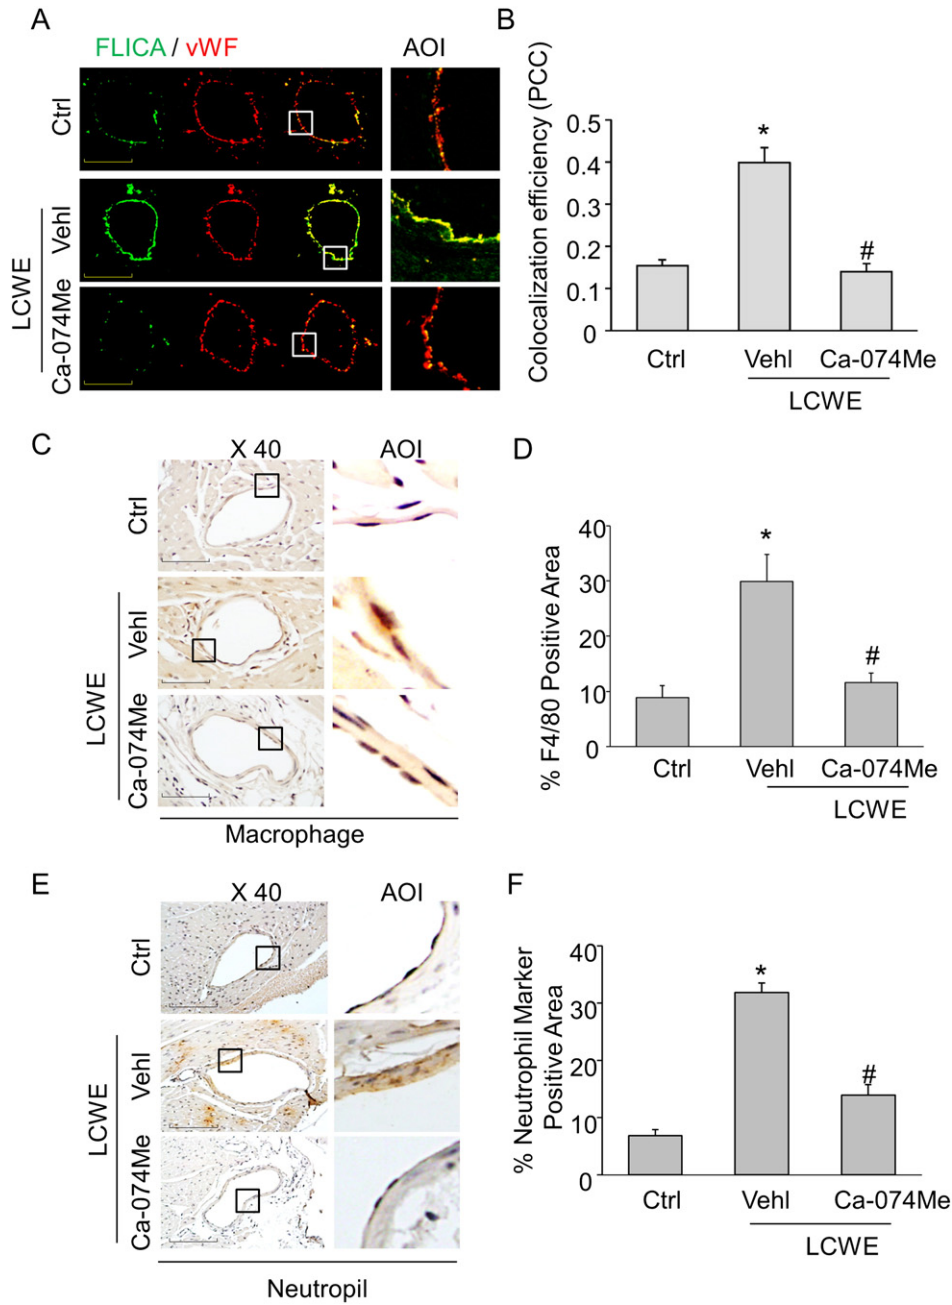 A
FLICA / vWF
AOI
Ctrl
Vehl
Ca-074Me
LCWE
B
Colocalization efficiency (PCC)
0.5
0.4
0.3
0.2
0.1
0
*
#
Ctrl
Vehl
Ca-074Me
LCWE
C
X 40
AOI
Ctrl
Vehl
Ca-074Me
LCWE
Macrophage
D
% F4/80 Positive Area
40
30
20
10
0
*
#
Ctrl
Vehl
Ca-074Me
LCWE
E
X 40
AOI
Ctrl
Vehl
Ca-074Me
LCWE
Neutropil
F
% Neutrophil Marker
Positive Area
40
30
20
10
0
*
#
Ctrl
Vehl
Ca-074Me
LCWE